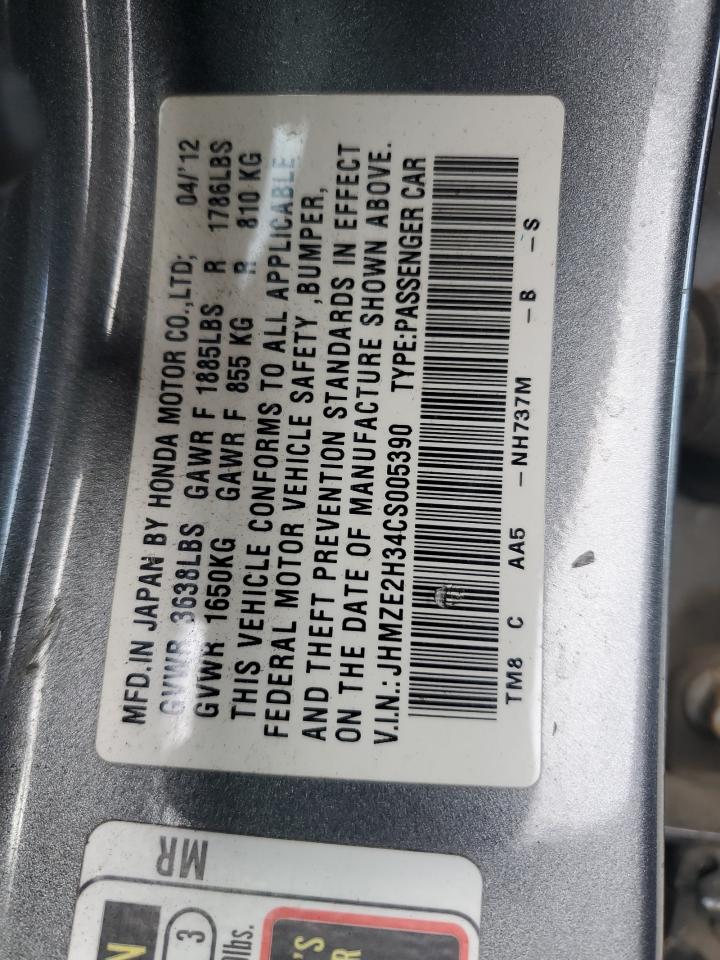 MFD.IN JAPAN BY HONDA MOTOR CO.,LTD; 04/'12
GVWR 3638LBS GAWR F 1885LBS R 1786LBS
GVWR 1650KG GAWR F 855 KG R 810 KG
THIS VEHICLE CONFORMS TO ALL APPLICABLE
FEDERAL MOTOR VEHICLE SAFETY ,BUMPER,
AND THEFT PREVENTION STANDARDS IN EFFECT
ON THE DATE OF MANUFACTURE SHOWN ABOVE.
V.I.N.: JHMZE2H34CS005390 TYPE:PASSENGER CAR
TM8 C AA5 -NH737M -B -S
MR
N
3
lbs.
'S
R